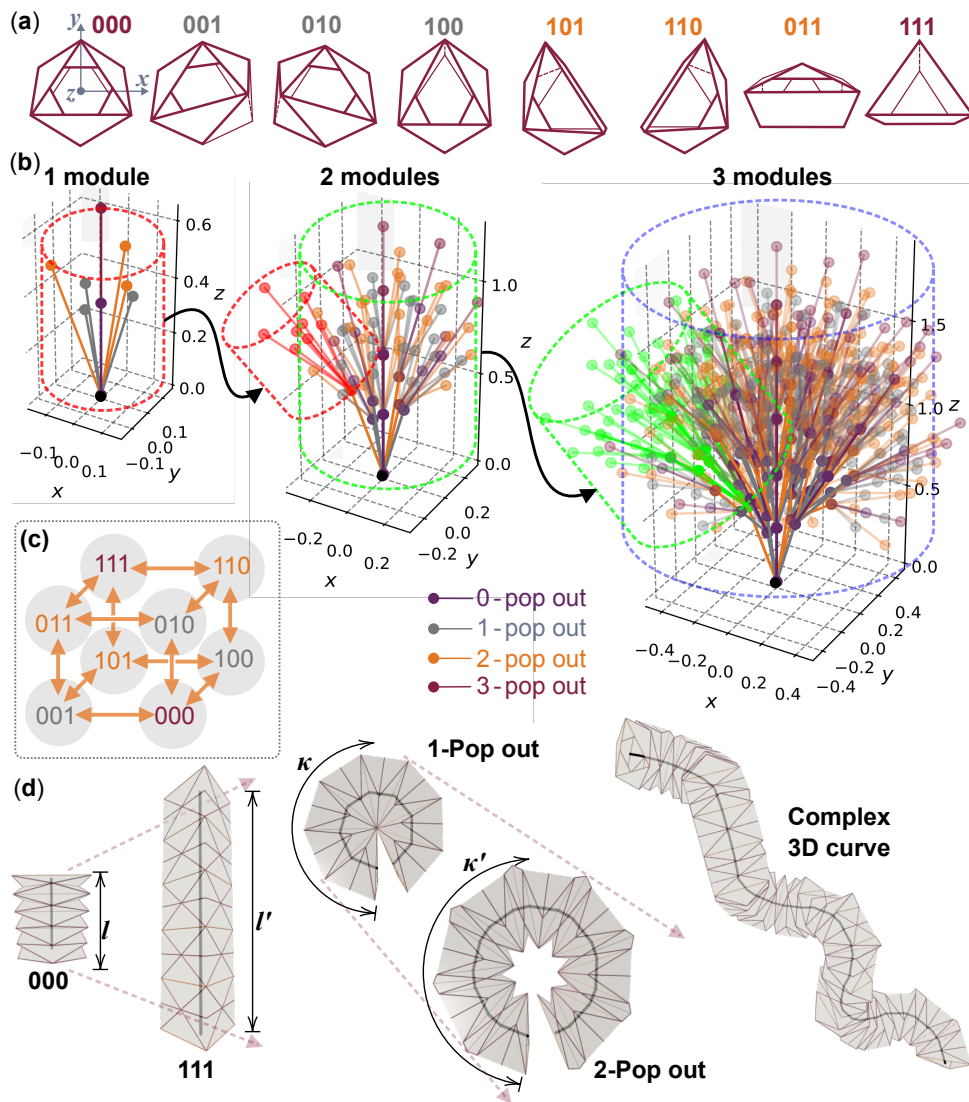 (a)
000 001 010 100 101 110 011 111
y
x
z
(b)
1 module 2 modules 3 modules
0.6
0.4
z
0.2
0.0
−0.1 0.0 0.1
x
−0.1 0.0 0.1
y
1.0
z
0.5
0.0
−0.2 0.0 0.2
x
−0.2 0.0 0.2
y
1.5
1.0
z
0.5
0.0
−0.4 −0.2 0.0 0.2 0.4
x
−0.4 −0.2 0.0 0.2 0.4
y
(c)
111 110
011 010
101 100
001 000
0-pop out
1-pop out
2-pop out
3-pop out
(d)
l
000
l′
111
1-Pop out
κ
κ′
2-Pop out
Complex
3D curve